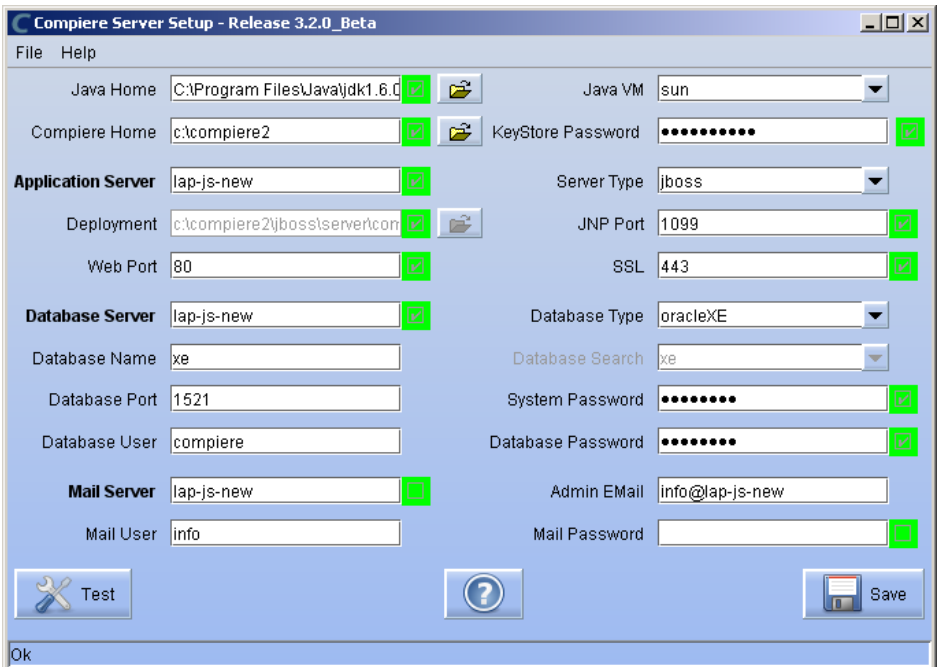 Compiere Server Setup - Release 3.2.0_Beta
File Help
Java Home C:\Program Files\Java\jdk1.6.0 Java VM sun
Compiere Home c:\compiere2 KeyStore Password ●●●●●●●●●●
Application Server lap-js-new Server Type jboss
Deployment c:\compiere2\jboss\server\com JNP Port 1099
Web Port 80 SSL 443
Database Server lap-js-new Database Type oracleXE
Database Name xe Database Search xe
Database Port 1521 System Password ●●●●●●●●
Database User compiere Database Password ●●●●●●●●
Mail Server lap-js-new Admin EMail info@lap-js-new
Mail User info Mail Password
Test ? Save
Ok